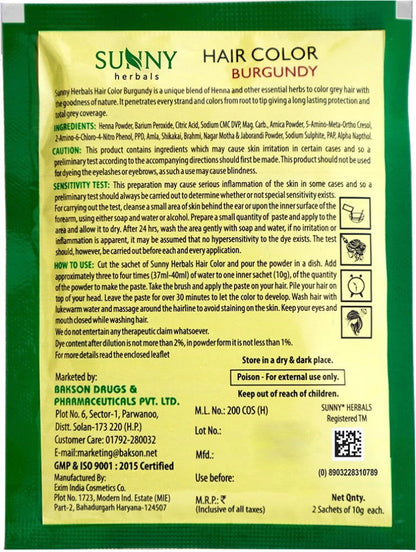 SUNNY
herbals
HAIR COLOR
BURGUNDY
Sunny Herbals Hair Color Burgundy is a unique blend of Henna and other essential herbs to color grey hair with
the goodness of nature. It penetrates every strand and colors from root to tip giving a long lasting protection and
total grey coverage.
INGREDIENTS: Henna Powder, Barium Peroxide, Citric Acid, Sodium CMC DVP, Mag. Carb., Arnica Powder, 5-Amino-Meta-Ortho Cresol,
2-Amino-6-Chloro-4-Nitro Phenol, PPD, Amla, Shikakai, Brahmi, Nagar Motha & Jaborandi Powder, Sodium Sulphite, PAP, Alpha Napthol.
CAUTION: This product contains ingredients which may cause skin irritation in certain cases and so a
preliminary test according to the accompanying directions should first be made. This product should not be used
for dyeing the eyelashes or eyebrows, as such a use may cause blindness.
SENSITIVITY TEST: This preparation may cause serious inflammation of the skin in some cases and so a
preliminary test should always be carried out to determine whether or not special sensitivity exists.
For carrying out the test, cleanse a small area of skin behind the ear or upon the inner surface of the
forearm, using either soap and water or alcohol. Prepare a small quantity of paste and apply to the
area and allow it to dry. After 24 hrs, wash the area gently with soap and water, if no irritation or
inflammation is apparent, it may be assumed that no hypersensitivity to the dye exists. The test
should, however, be carried out before each and every application.
HOW TO USE: Cut the sachet of Sunny Herbals Hair Color and pour the powder in a dish. Add
approximately three to four times (37ml-40ml) of water to one inner sachet (10g), of the quantity
of the powder to make the paste. Take the brush and apply the paste on your hair. Pile your hair on
top of your head. Leave the paste for over 30 minutes to let the color to develop. Wash hair with
lukewarm water and massage around the hairline to avoid staining on the skin. Keep your eyes and
mouth closed while washing hair.
We do not entertain any therapeutic claim whatsoever.
Dye content after dilution is not more than 2%, in powder form it is not less than 1%.
For more details read the enclosed leaflet
Store in a dry & dark place.
Poison - For external use only.
Keep out of reach of children.
Marketed by:
BAKSON DRUGS &
PHARMACEUTICALS PVT. LTD.
Plot No. 6, Sector-1, Parwanoo,
Distt. Solan-173 220 (H.P.)
Customer Care: 01792-280032
E-mail:marketing@bakson.net
GMP & ISO 9001 : 2015 Certified
Manufactured By:
Exim India Cosmetics Co.
Plot No. 1723, Modern Ind. Estate (MIE)
Part-2, Bahadurgarh Haryana-124507
M.L. No.: 200 COS (H)
Lot No.:
Mfd.:
Use before:
M.R.P.: ₹
(Inclusive of all taxes)
SUNNY® HERBALS
Registered TM
(0) 8903228310789
Net Qnty.
2 Sachets of 10g each.